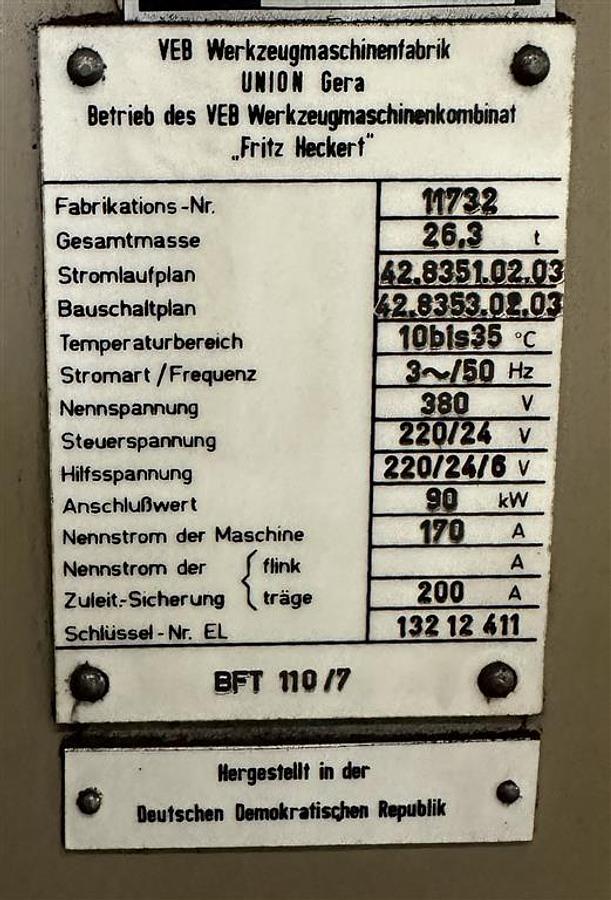 VEB Werkzeugmaschinenfabrik
UNION Gera
Betrieb des VEB Werkzeugmaschinenkombinat
„Fritz Heckert“
Fabrikations-Nr. 11732
Gesamtmasse 26,3 t
Stromlaufplan 42.8351.02.03
Bauschaltplan 42.8353.02.03
Temperaturbereich 10bis35 °C
Stromart/Frequenz 3~/50 Hz
Nennspannung 380 V
Steuerspannung 220/24 V
Hilfsspannung 220/24/6 V
Anschlußwert 90 kW
Nennstrom der Maschine 170 A
Nennstrom der { flink A
Zuleit.-Sicherung träge 200 A
Schlüssel-Nr. EL 132 12 411
BFT 110/7
Hergestellt in der
Deutschen Demokratischen Republik